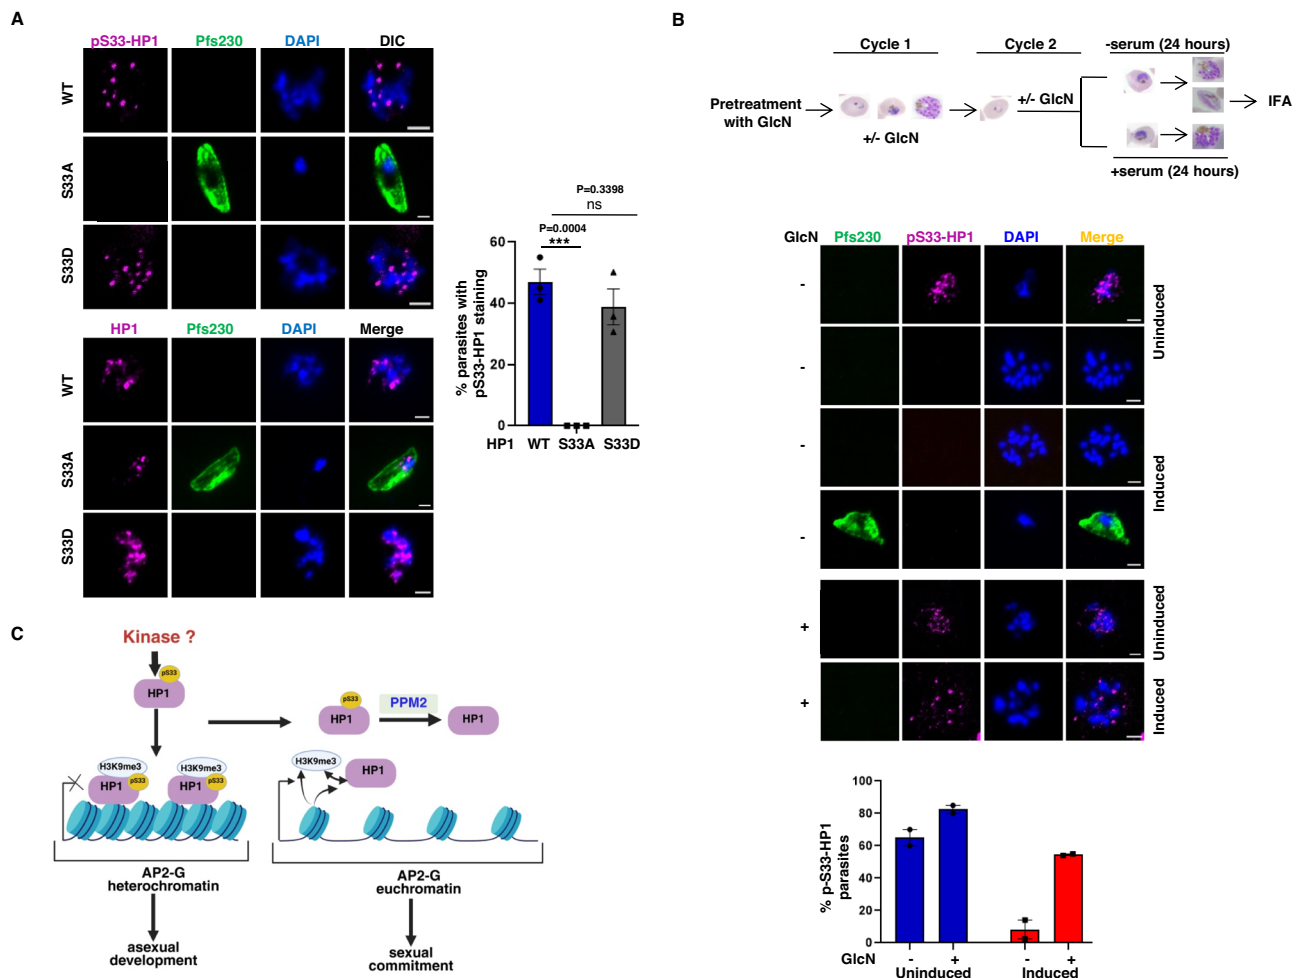 A
pS33-HP1 Pfs230 DAPI DIC
WT
S33A
S33D
HP1 Pfs230 DAPI Merge
WT
S33A
S33D
P=0.3398
ns
P=0.0004
***
% parasites with
pS33-HP1 staining
60
40
20
0
HP1 WT S33A S33D
B
Cycle 1 Cycle 2 -serum (24 hours)
Pretreatment
with GlcN
+/- GlcN
+/- GlcN
IFA
+serum (24 hours)
GlcN Pfs230 pS33-HP1 DAPI Merge
-
-
Uninduced
-
-
Induced
+
Uninduced
+
Induced
% p-S33-HP1
parasites
100
80
60
40
20
0
GlcN - + - +
Uninduced Induced
C
Kinase ?
pS33
HP1
pS33
HP1
PPM2
HP1
H3K9me3 H3K9me3
HP1 pS33 HP1 pS33
H3K9me3
HP1
AP2-G
heterochromatin
asexual
development
AP2-G
euchromatin
sexual
commitment